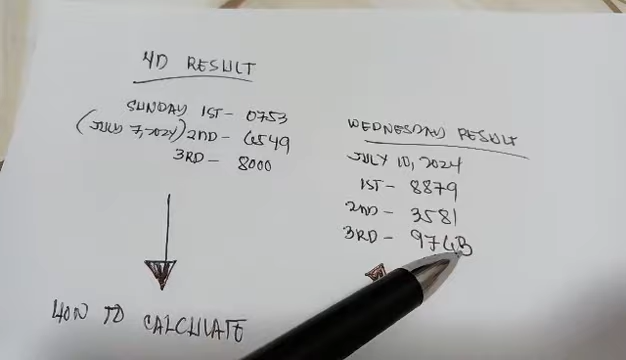 4D RESULT
SUNDAY 1ST - 0753
(JULY 7, 2024) 2ND - 6549
3RD - 8000
HOW TO CALCULATE
WEDNESDAY RESULT
JULY 10, 2024
1ST - 8879
2ND - 3581
3RD - 9743